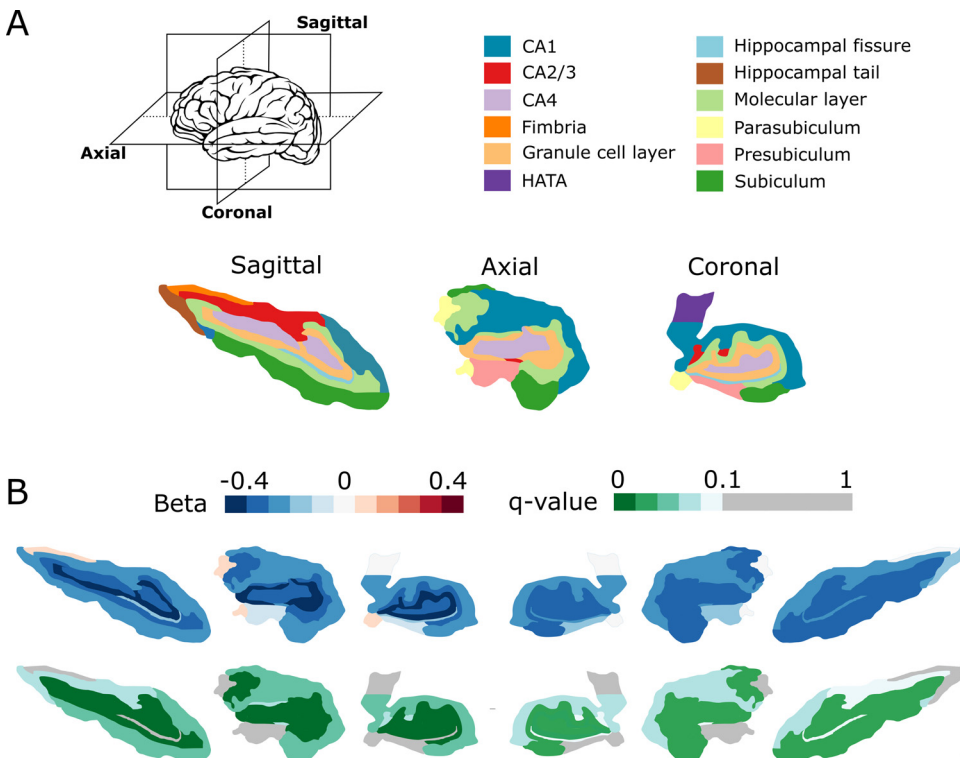 A
Sagittal
Axial
Coronal
CA1
CA2/3
CA4
Fimbria
Granule cell layer
HATA
Hippocampal fissure
Hippocampal tail
Molecular layer
Parasubiculum
Presubiculum
Subiculum
Sagittal Axial Coronal
B
-0.4 0 0.4
Beta
0 0.1 1
q-value